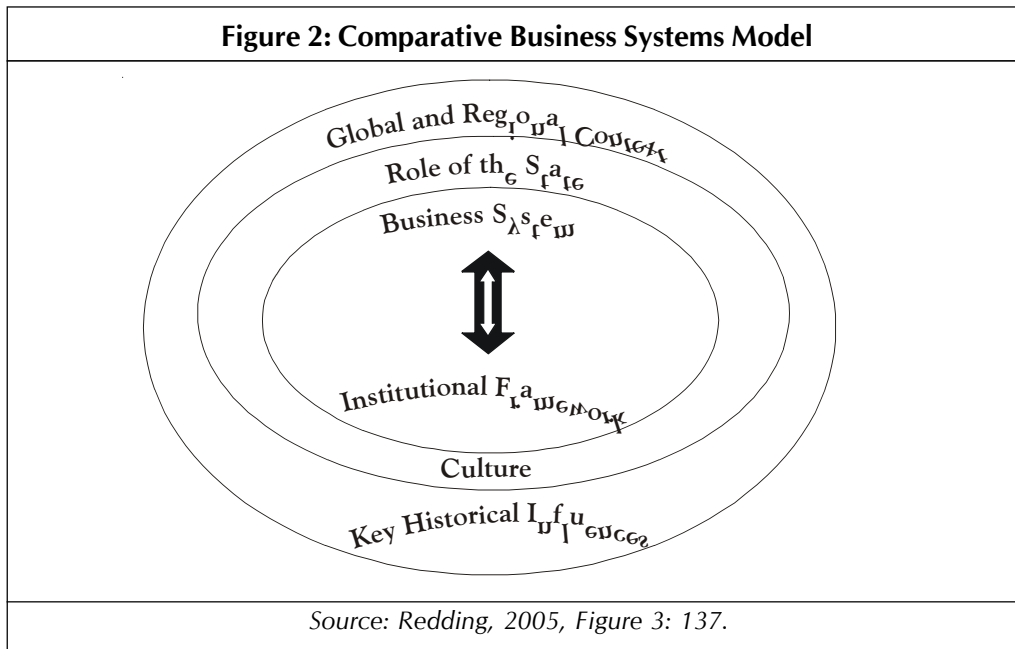 Figure 2: Comparative Business Systems Model
Global and Regional Context
Role of the State
Business System
Institutional Framework
Culture
Key Historical Influences
Source: Redding, 2005, Figure 3: 137.